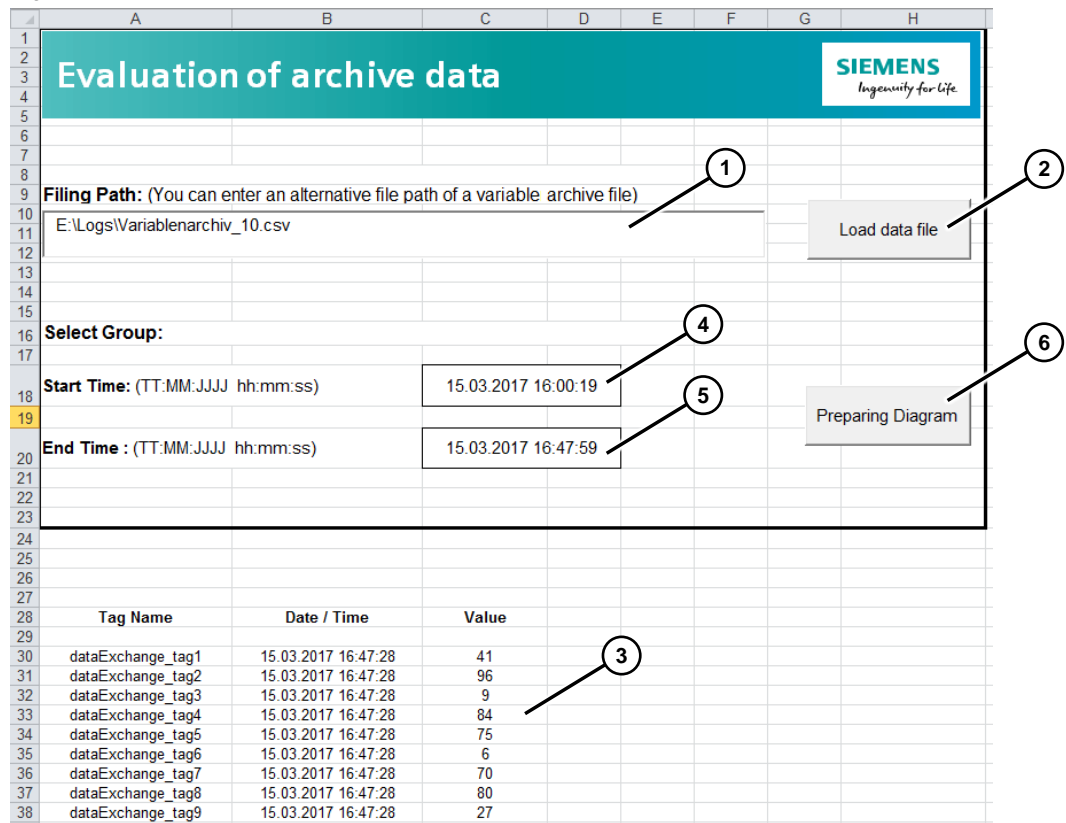 A B C D E F G H
1
2
3
4
5
Evaluation of archive data
SIEMENS
Ingenuity for life
6
7
8
1
2
9 Filing Path: (You can enter an alternative file path of a variable archive file)
10
11 E:\Logs\Variablenarchiv_10.csv
Load data file
12
13
14
15
4
16 Select Group:
6
17
18 Start Time: (TT:MM:JJJJ hh:mm:ss) 15.03.2017 16:00:19
5
19
Preparing Diagram
20 End Time : (TT:MM:JJJJ hh:mm:ss) 15.03.2017 16:47:59
21
22
23
24
25
26
27
28 Tag Name Date / Time Value
29
30 dataExchange_tag1 15.03.2017 16:47:28 41
3
31 dataExchange_tag2 15.03.2017 16:47:28 96
32 dataExchange_tag3 15.03.2017 16:47:28 9
33 dataExchange_tag4 15.03.2017 16:47:28 84
34 dataExchange_tag5 15.03.2017 16:47:28 75
35 dataExchange_tag6 15.03.2017 16:47:28 6
36 dataExchange_tag7 15.03.2017 16:47:28 70
37 dataExchange_tag8 15.03.2017 16:47:28 80
38 dataExchange_tag9 15.03.2017 16:47:28 27